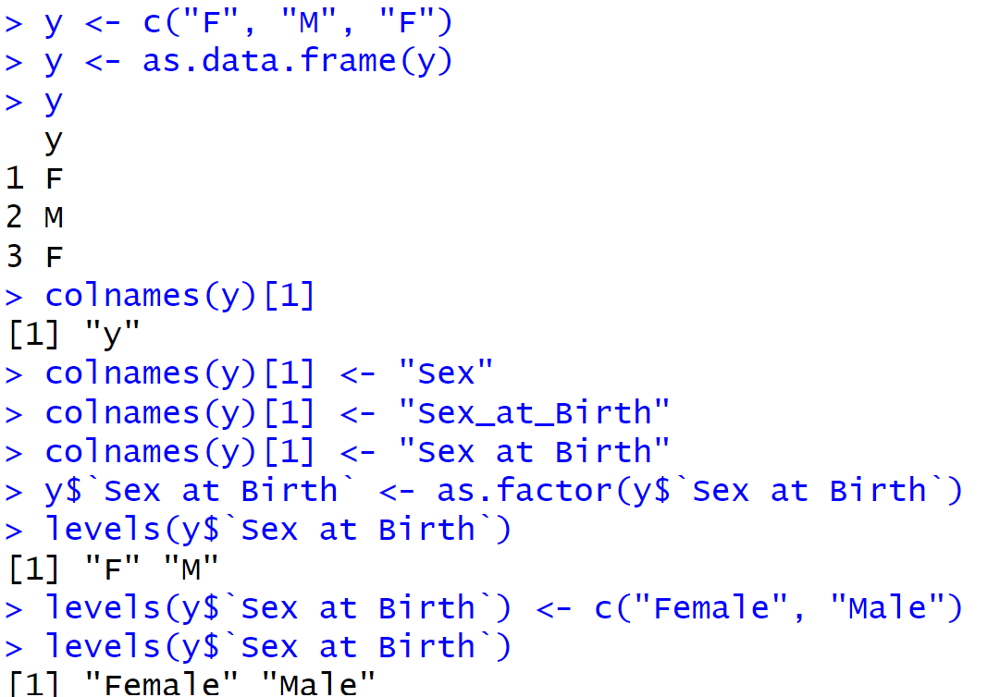 > y <- c("F", "M", "F")
> y <- as.data.frame(y)
> y
  y
1 F
2 M
3 F
> colnames(y)[1]
[1] "y"
> colnames(y)[1] <- "Sex"
> colnames(y)[1] <- "Sex_at_Birth"
> colnames(y)[1] <- "Sex at Birth"
> y$`Sex at Birth` <- as.factor(y$`Sex at Birth`)
> levels(y$`Sex at Birth`)
[1] "F" "M"
> levels(y$`Sex at Birth`) <- c("Female", "Male")
> levels(y$`Sex at Birth`)
[1] "Female" "Male"